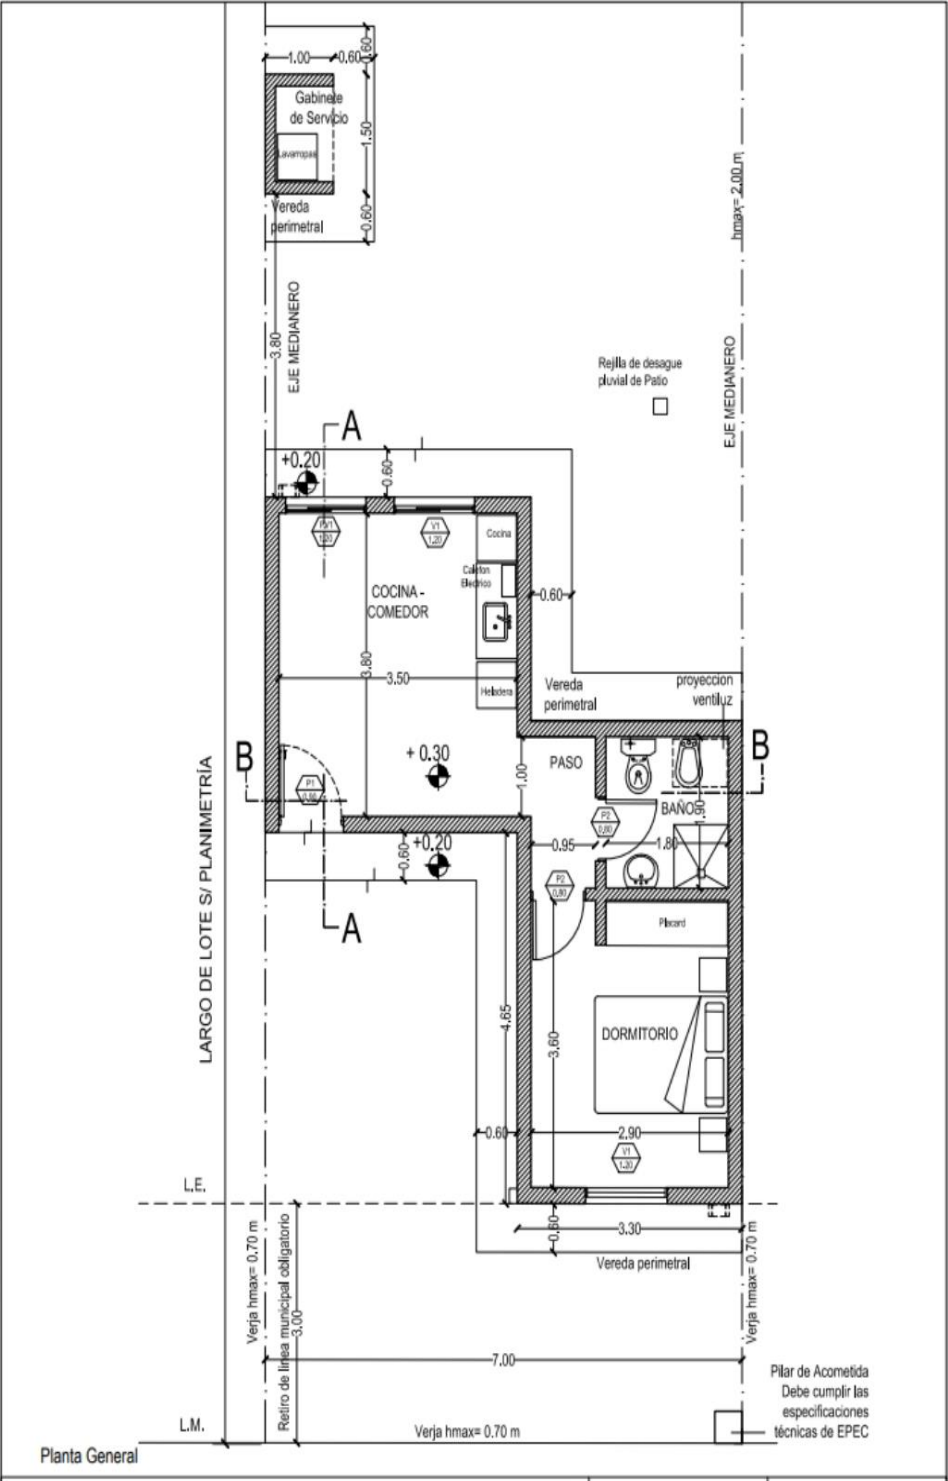 0.60
1.00
0.60
Gabinete
de Servicio
1.50
Lavarropas
Vereda
perimetral
0.60
hmax= 2,00 m
EJE MEDIANERO
3.80
Rejilla de desague
pluvial de Patio
EJE MEDIANERO
A
+0.20
0.60
PV1
1.20
V1
1.20
Cocina
Calefon
Electrico
COCINA -
COMEDOR
0.60
3.80
3.50
Heladera
Vereda
perimetral
proyeccion
ventiluz
B
B
+ 0.30
PASO
1.00
P1
0.90
BAÑO
1.90
P2
0.80
+0.20
0.60
0.95
1.80
P2
0.80
A
Placard
LARGO DE LOTE S/ PLANIMETRÍA
4.65
3.60
DORMITORIO
0.60
2.90
V1
1.20
L.E.
0.60
3.30
Vereda perimetral
Verja hmax= 0.70 m
Retiro de linea municipal obligatorio
3.00
Verja hmax= 0.70 m
7.00
Pilar de Acometida
Debe cumplir las
especificaciones
técnicas de EPEC
L.M.
Verja hmax= 0.70 m
Planta General